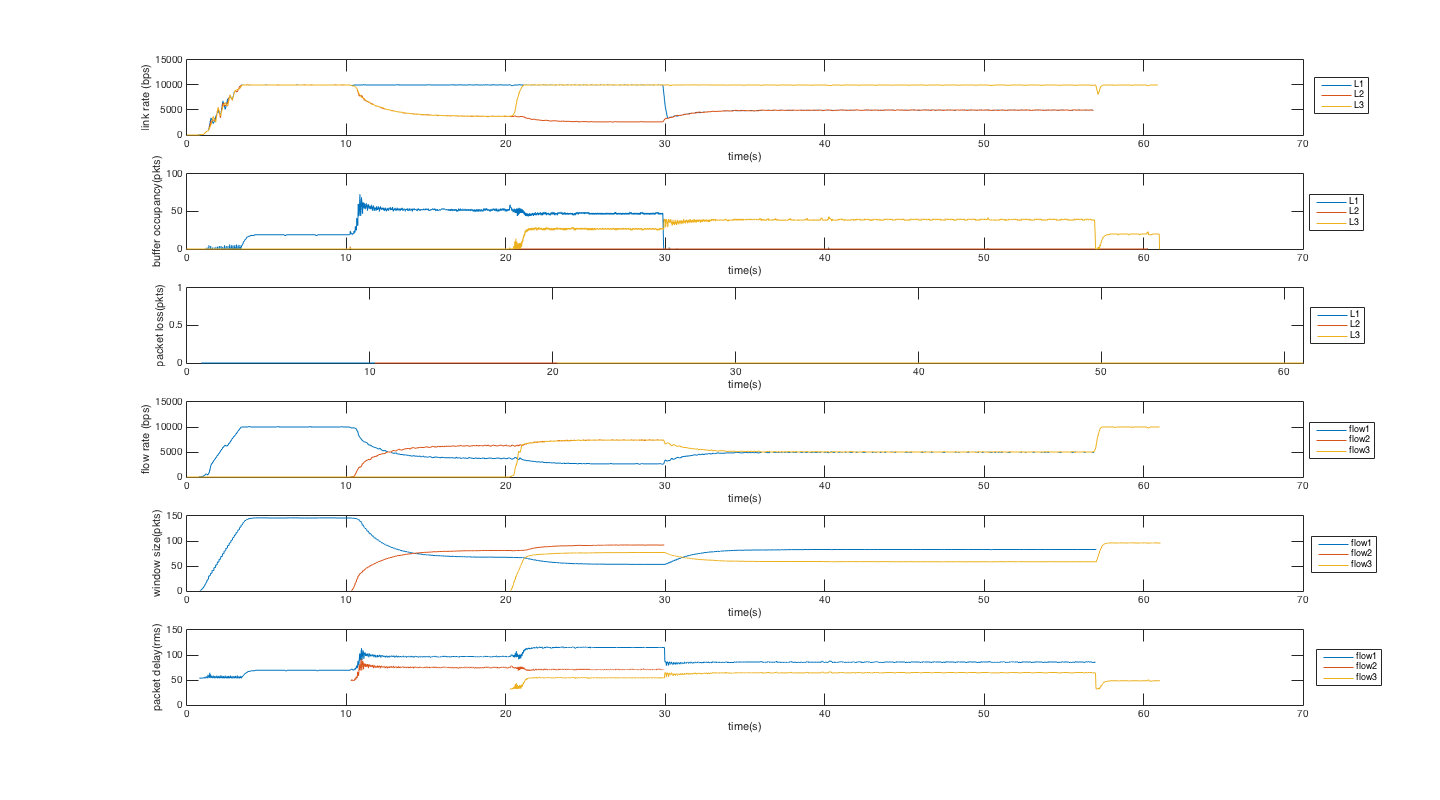 link rate (bps)
15000
10000
5000
0
0 10 20 30 40 50 60 70
time(s)
L1
L2
L3
buffer occupancy(pkts)
100
50
0
0 10 20 30 40 50 60 70
time(s)
L1
L2
L3
packet loss(pkts)
1
0.5
0
0 10 20 30 40 50 60
time(s)
L1
L2
L3
flow rate (bps)
15000
10000
5000
0
0 10 20 30 40 50 60 70
time(s)
flow1
flow2
flow3
window size(pkts)
150
100
50
0
0 10 20 30 40 50 60 70
time(s)
flow1
flow2
flow3
packet delay(rms)
150
100
50
0
0 10 20 30 40 50 60 70
time(s)
flow1
flow2
flow3